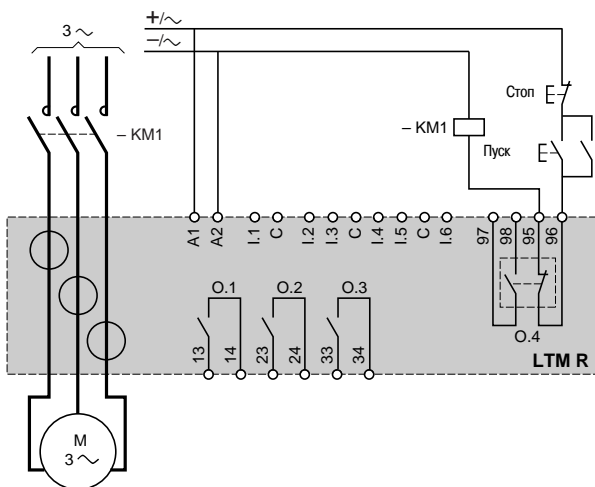 +/~
3 ~
−/~
Стоп
– KM1
– KM1
Пуск
A1
A2
I.1
C
I.2
I.3
C
I.4
I.5
C
I.6
97
98
95
96
O.1
O.2
O.3
O.4
13
14
23
24
33
34
LTM R
M
3 ~